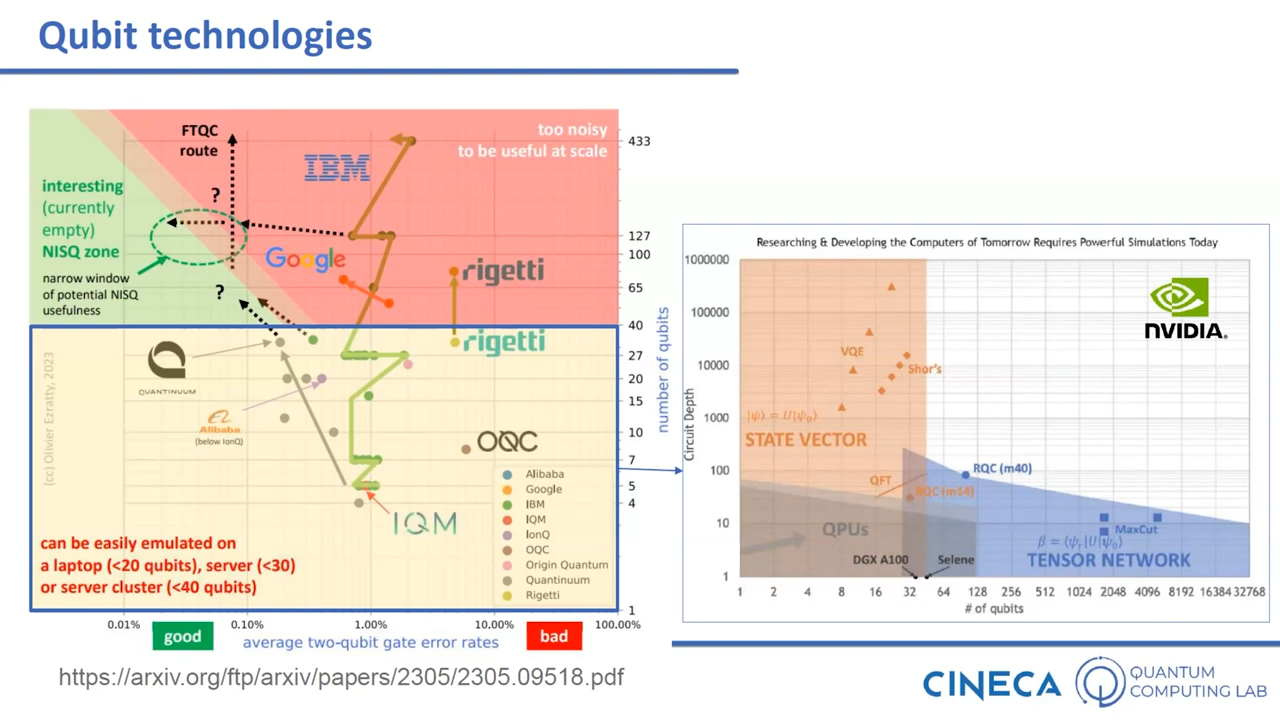 Qubit technologies
FTQC
route
too noisy
to be useful at scale
IBM
interesting
(currently
empty)
NISQ zone
narrow window
of potential NISQ
usefulness
?
?
Google
rigetti
rigetti
QUANTINUUM
Alibaba
(below IonQ)
OQC
IQM
(cc) Olivier Ezratty, 2023
Alibaba
Google
IBM
IQM
IonQ
OQC
Origin Quantum
Quantinuum
Rigetti
can be easily emulated on
a laptop (<20 qubits), server (<30)
or server cluster (<40 qubits)
433
127
100
65
40
27
20
15
10
7
5
4
1
number of qubits
0.01%
0.10%
1.00%
10.00%
100.00%
good
average two-qubit gate error rates
bad
https://arxiv.org/ftp/arxiv/papers/2305/2305.09518.pdf
Researching & Developing the Computers of Tomorrow Requires Powerful Simulations Today
1000000
100000
10000
1000
100
10
1
Circuit Depth
NVIDIA.
VQE
Shor's
|ψ⟩ = U|ψ₀⟩
STATE VECTOR
QFT
RQC (m40)
RQC (m14)
QPUs
MaxCut
TENSOR NETWORK
DGX A100
Selene
1 2 4 8 16 32 64 128 256 512 1024 2048 4096 8192 16384 32768
# of qubits
CINECA
QUANTUM
COMPUTING LAB